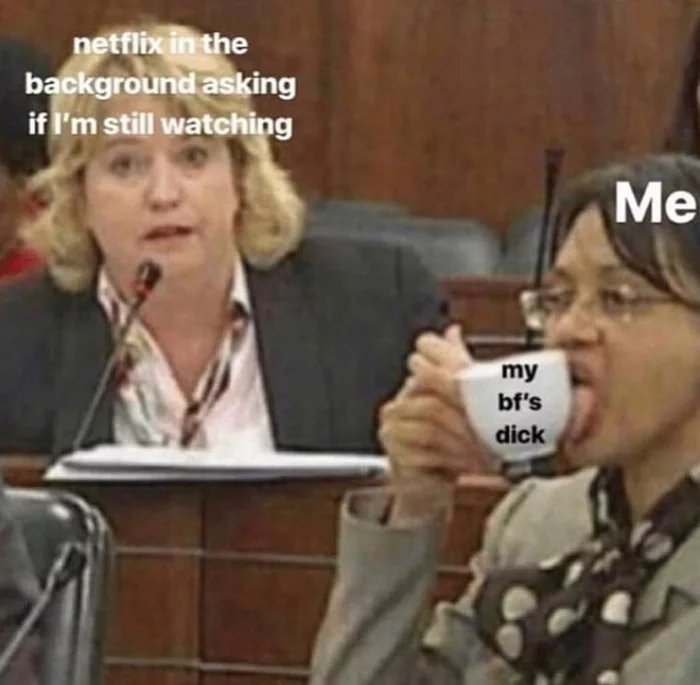 netflix in the
background asking
if I'm still watching
Me
my
bf's
dick